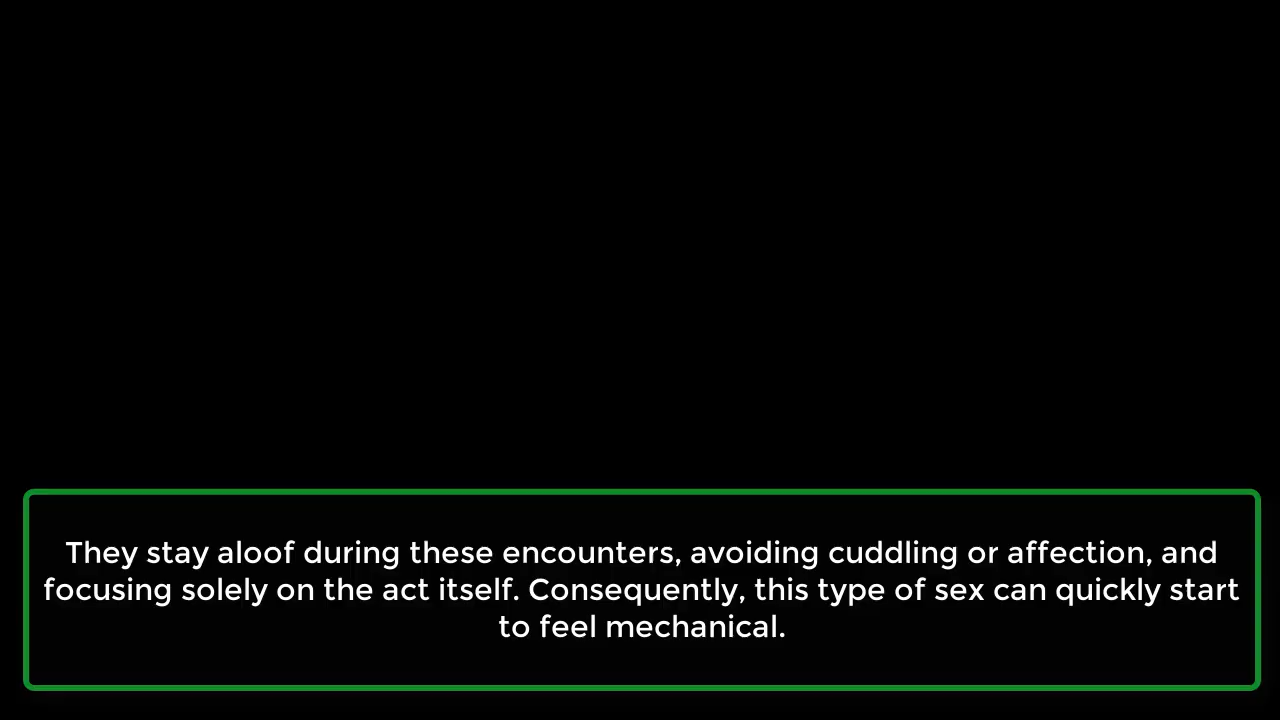 They stay aloof during these encounters, avoiding cuddling or affection, and
focusing solely on the act itself. Consequently, this type of sex can quickly start
to feel mechanical.